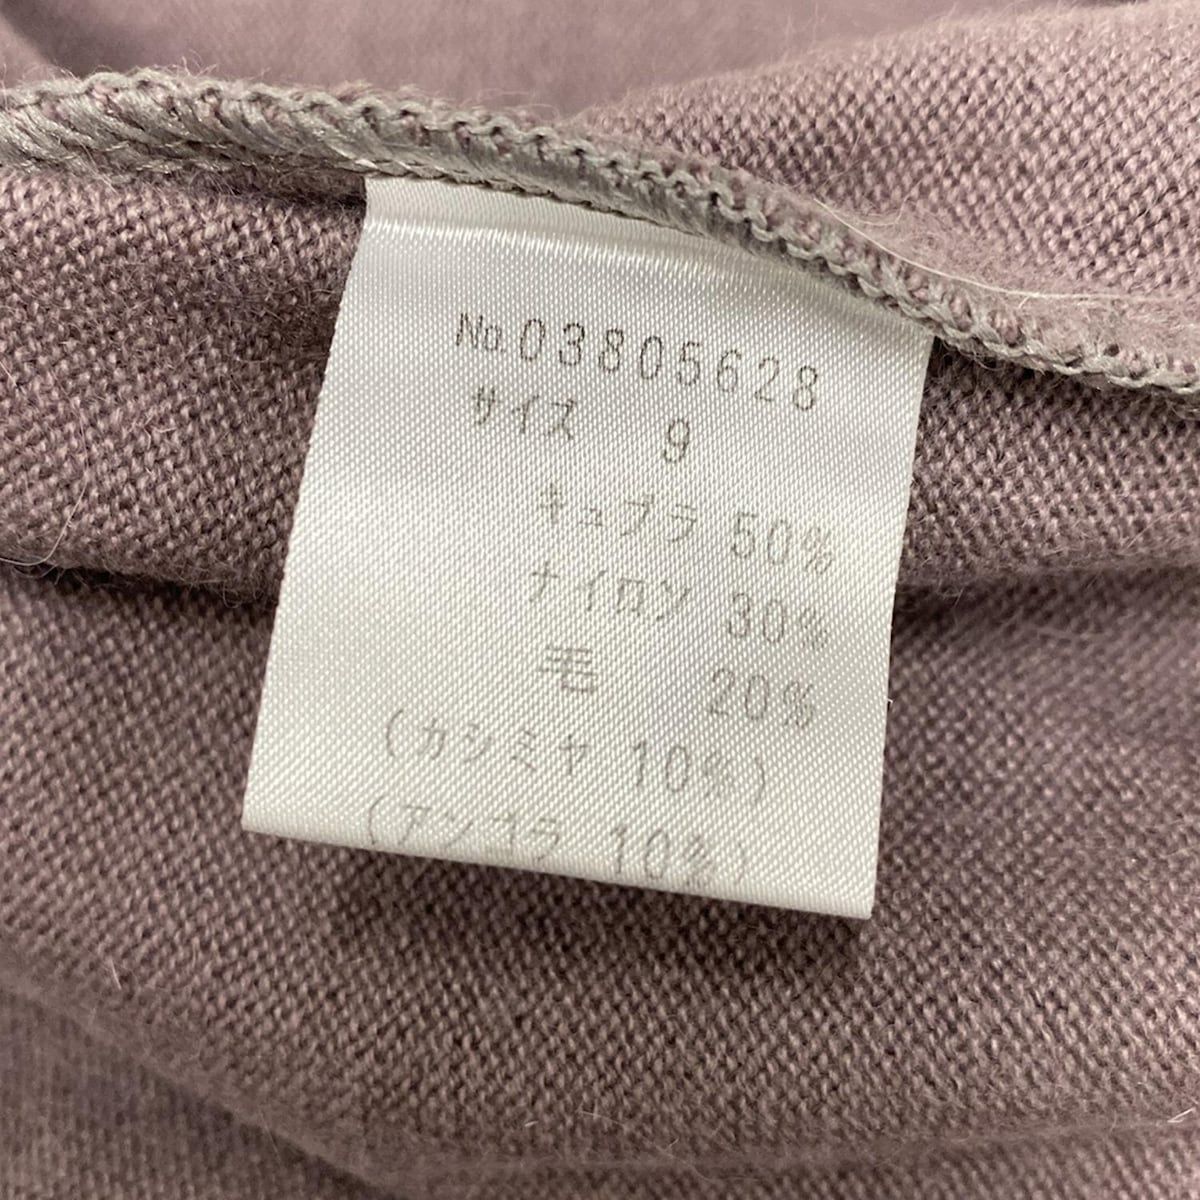 No.03805628
サイズ 9
キュプラ 50%
ナイロン 30%
毛 20%
(カシミヤ 10%)
(アンゴラ 10%)